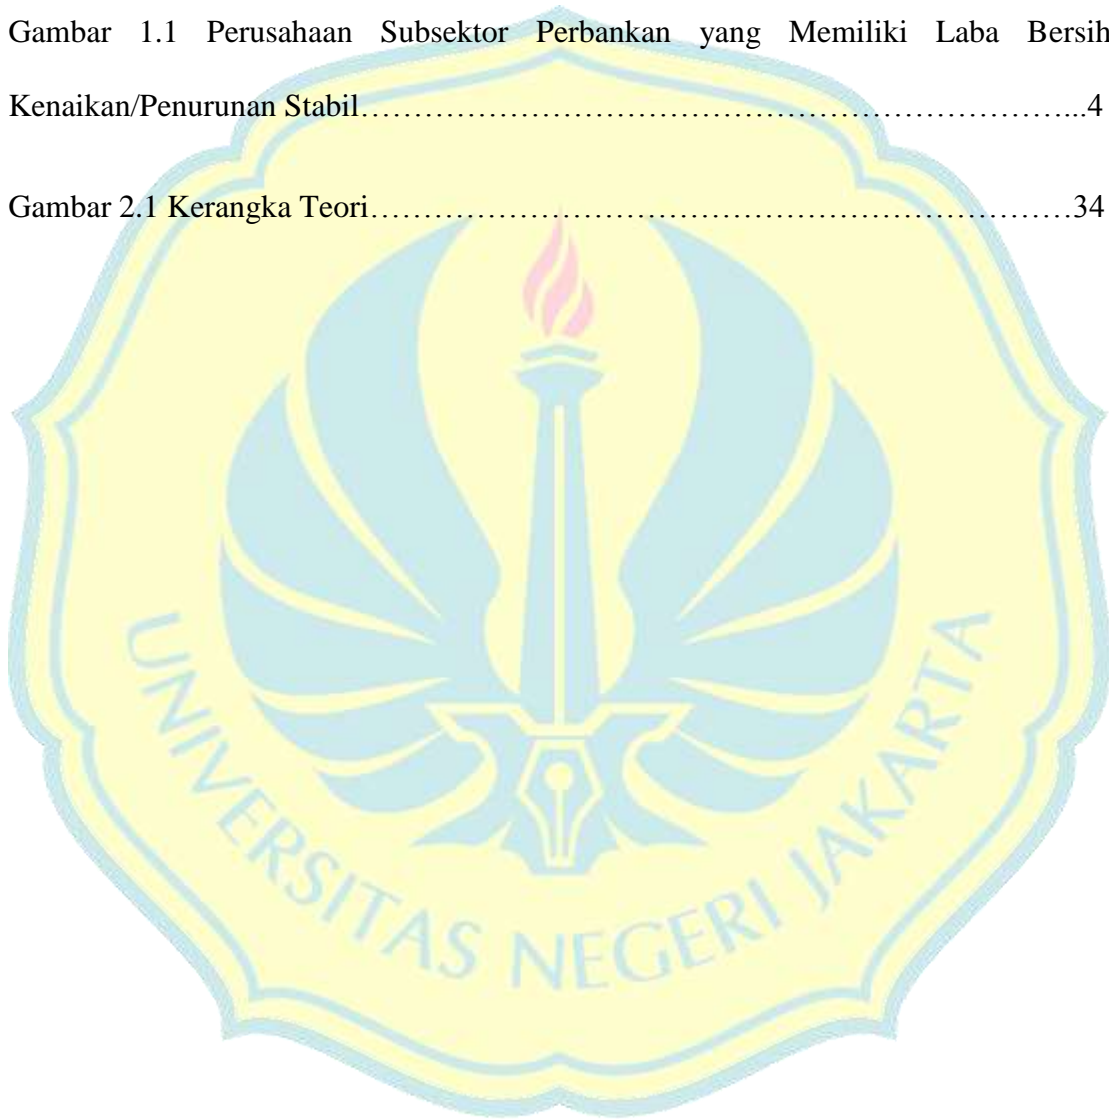 Gambar 1.1 Perusahaan Subsektor Perbankan yang Memiliki Laba Bersih
Kenaikan/Penurunan Stabil…………………………………………………………...4
Gambar 2.1 Kerangka Teori…………………………………………………………34
UNIVERSITAS NEGERI JAKARTA